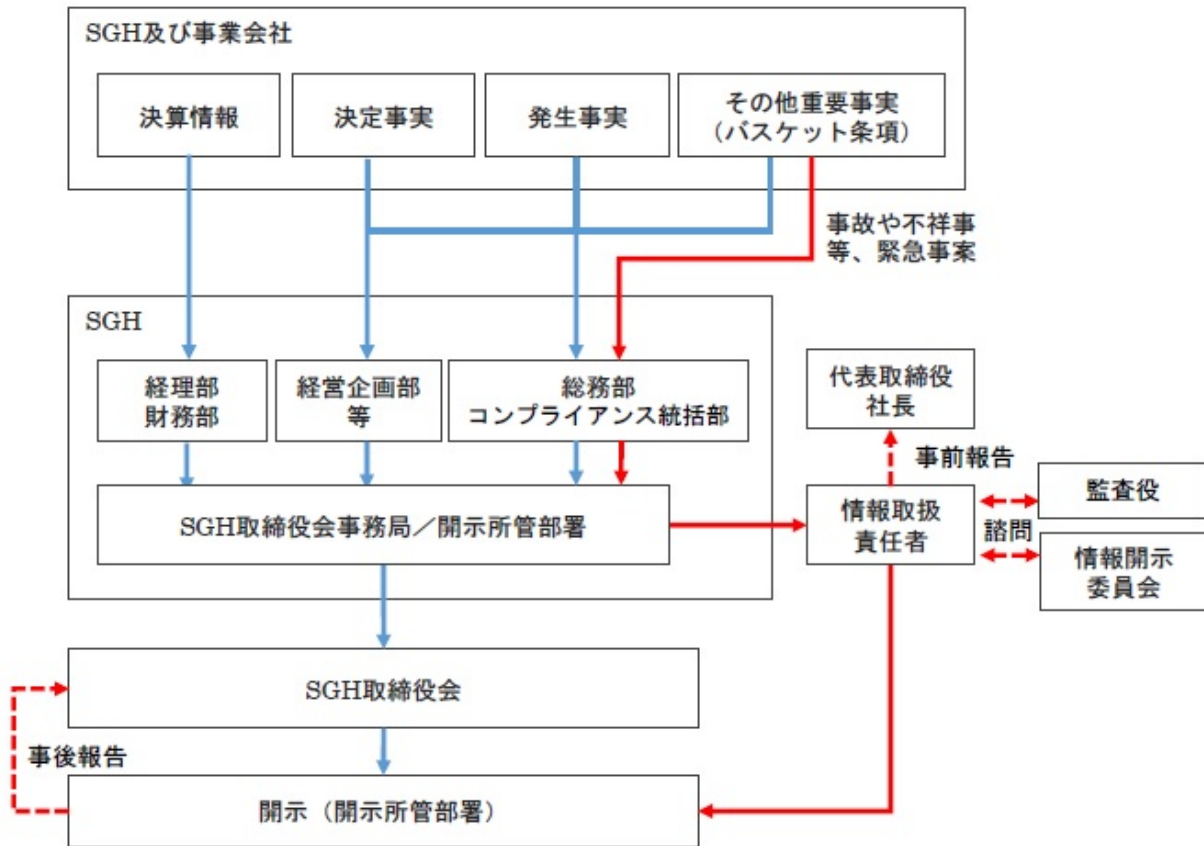 SGH及び事業会社
決算情報
決定事実
発生事実
その他重要事実
（バスケット条項）
事故や不祥事
等、緊急事案
SGH
経理部
財務部
経営企画部
等
総務部
コンプライアンス統括部
代表取締役
社長
事前報告
SGH取締役会事務局／開示所管部署
情報取扱
責任者
監査役
諮問
情報開示
委員会
SGH取締役会
事後報告
開示（開示所管部署）